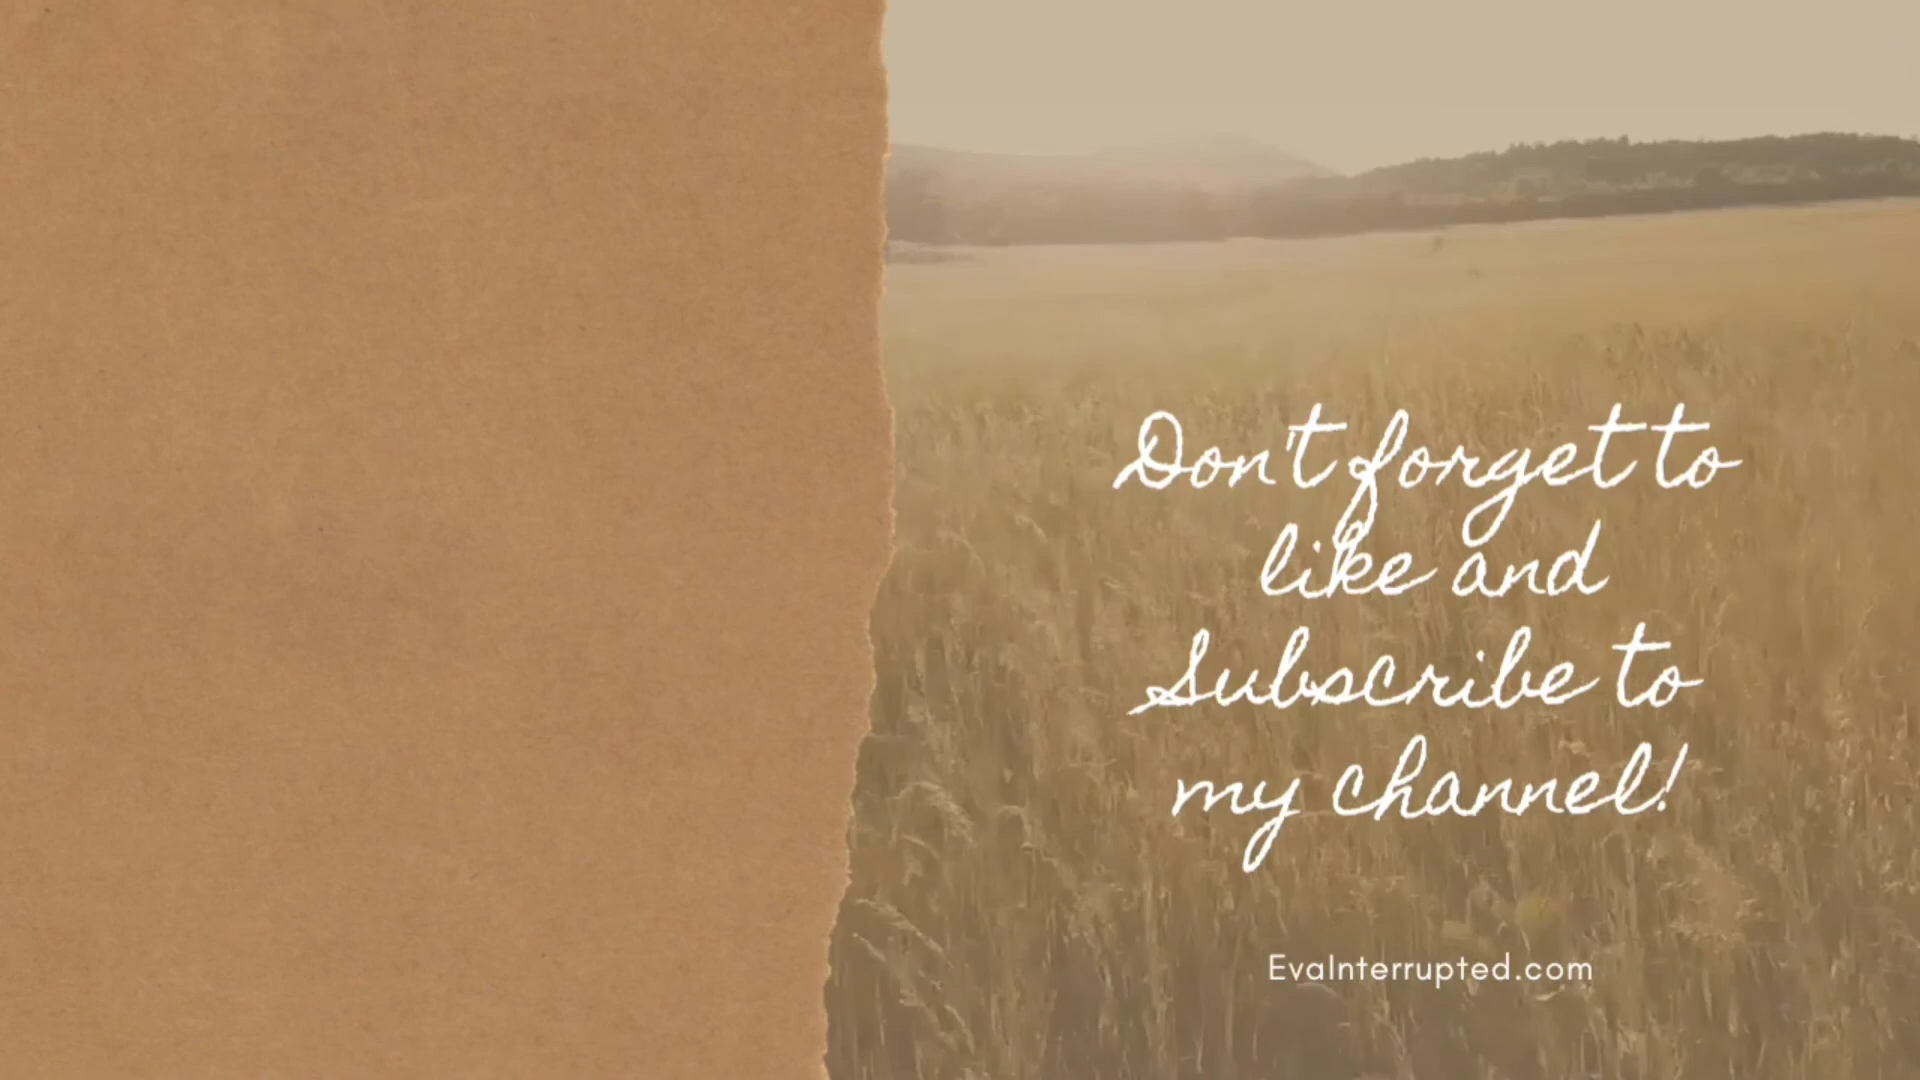 Don't forget to
like and
Subscribe to
my channel!
EvaInterrupted.com